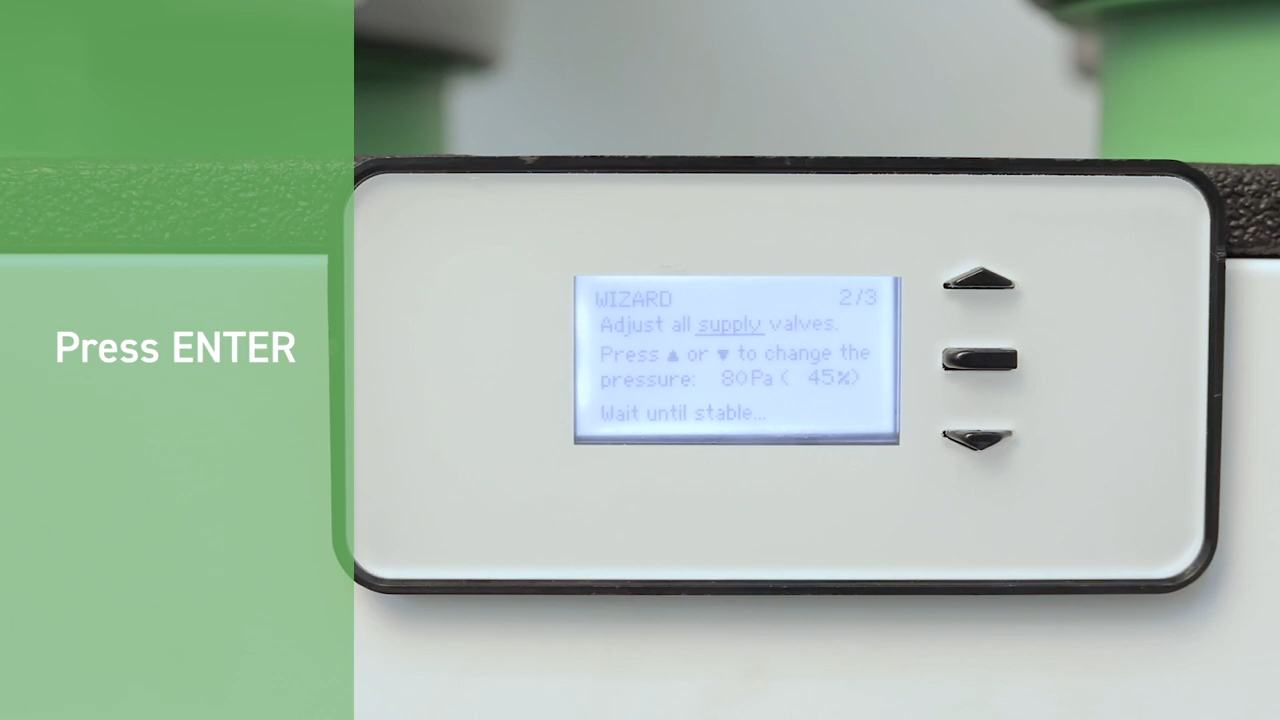 Press ENTER
WIZARD 2/3
Adjust all supply valves.
Press ▲ or ▼ to change the
pressure: 80Pa ( 45%)
Wait until stable...